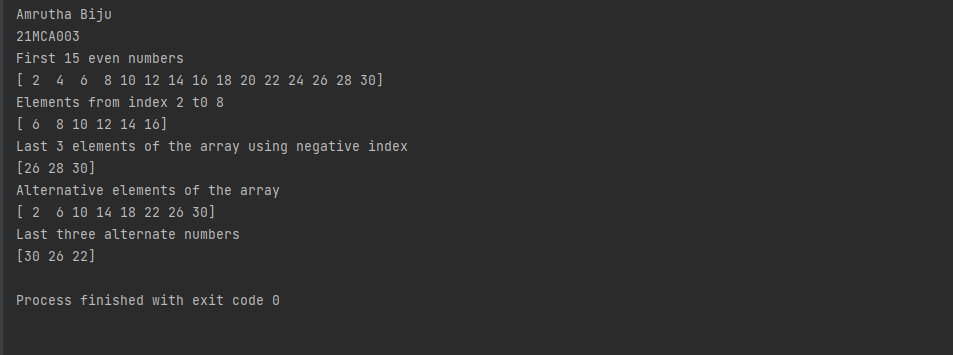 Amrutha Biju
21MCA003
First 15 even numbers
[ 2  4  6  8 10 12 14 16 18 20 22 24 26 28 30]
Elements from index 2 t0 8
[ 6  8 10 12 14 16]
Last 3 elements of the array using negative index
[26 28 30]
Alternative elements of the array
[ 2  6 10 14 18 22 26 30]
Last three alternate numbers
[30 26 22]
Process finished with exit code 0